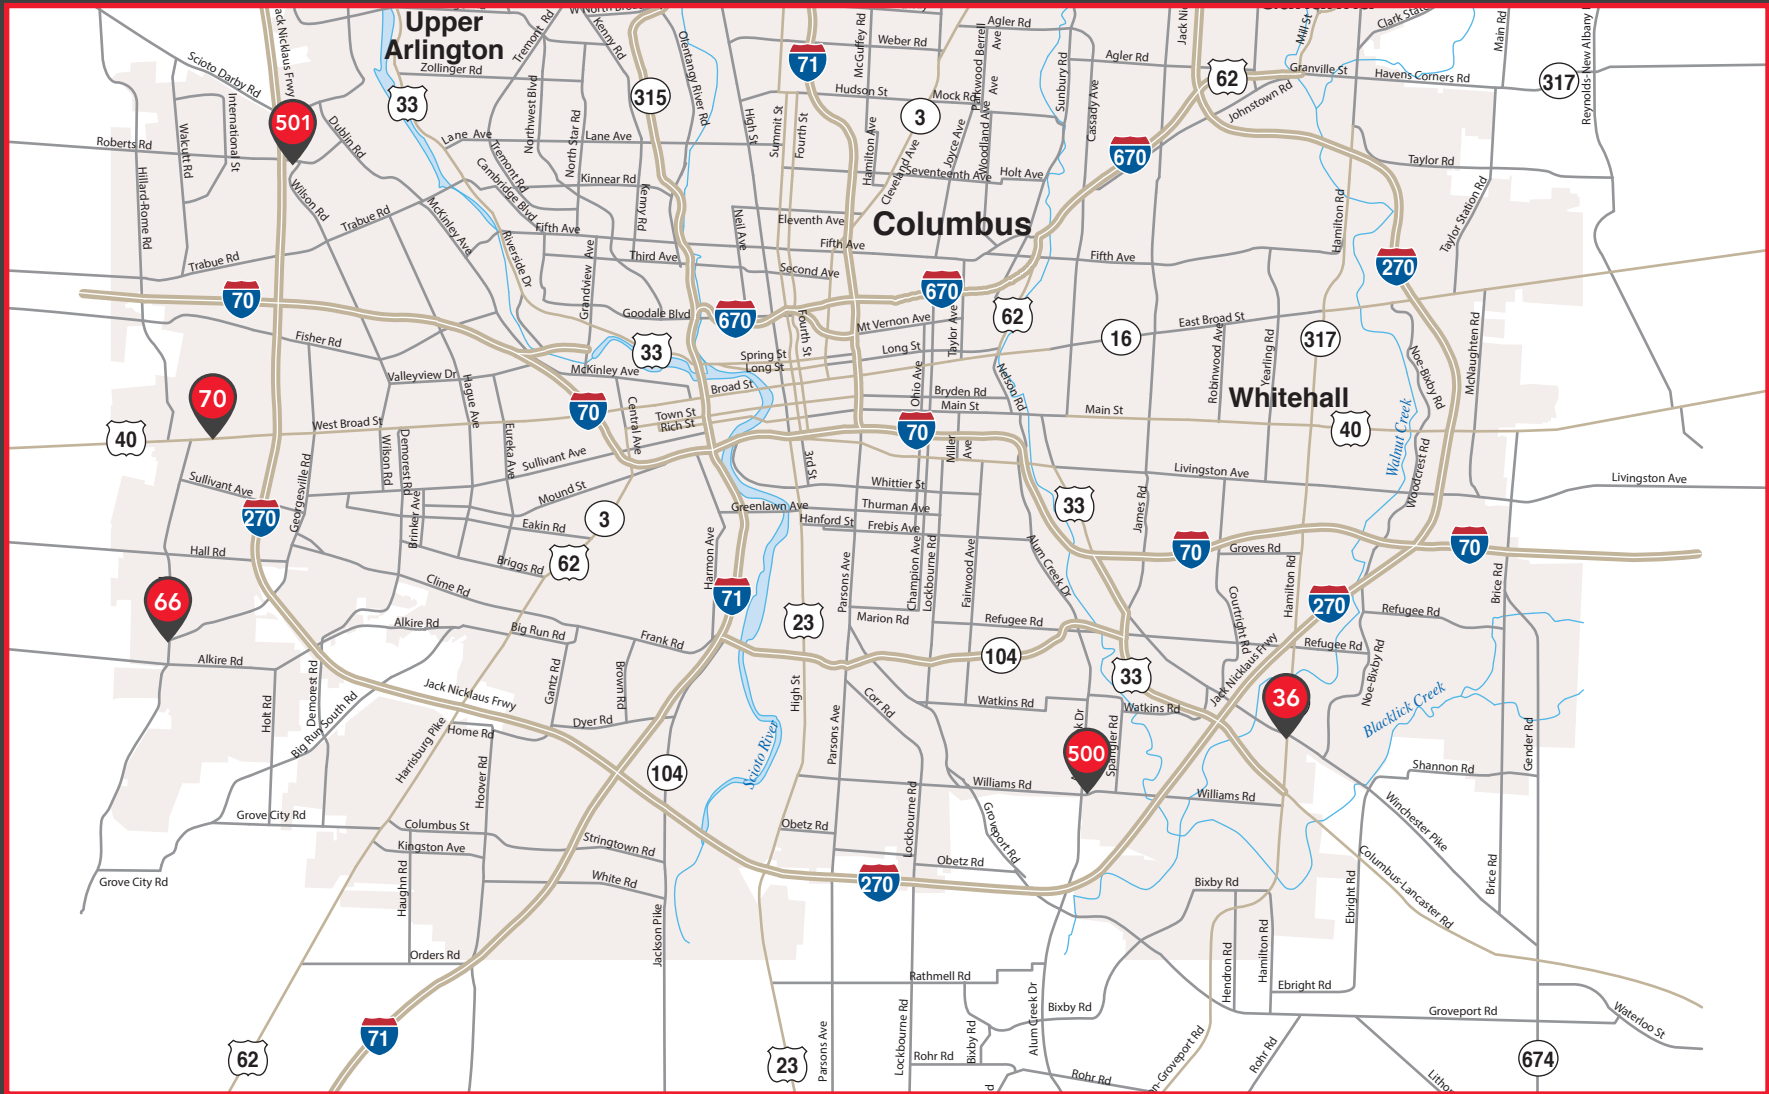 Upper
Arlington
Columbus
Whitehall
ack Nicklaus Frwy
Scioto Darby Rd
501
Roberts Rd
Walcutt Rd
International St
Dublin Rd
Hillard Rome Rd
Wilson Rd
Trabue Rd
Trabue Rd
McKinley Ave
33
Zollinger Rd
Tremont Rd
Kenny Rd
Olentangy River Rd
315
Lane Ave
Lane Ave
Northwest Blvd
North Star Rd
Tremont Rd
Cambridge Blvd
Kinnear Rd
Kenny Rd
Fifth Ave
Third Ave
Riverside Dr
Grandview Ave
Goodale Blvd
71
McGuffey Rd
Weber Rd
Agler Rd
Parkwood Berrel
Ave
Ave
Hudson St
Mock Rd
3
High St
Summit St
Fourth St
Hamilton Ave
Cleveland Ave
Joyce Ave
Woodland Ave
Seventeenth Ave
Holt Ave
Sunbury Rd
Cassady Ave
Agler Rd
Jack Ni
62
Mill St
Clark State
Granville St
Havens Corners Rd
Main Rd
317
Reynolds-New Albany
Johnstown Rd
670
Taylor Rd
Taylor Station Rd
Hamilton Rd
270
Neil Ave
Eleventh Ave
Fifth Ave
Second Ave
Fifth Ave
70
670
670
62
16
East Broad St
317
Mt Vernon Ave
Taylor Ave
Fourth St
Spring St
Long St
Long St
Broad St
33
Fisher Rd
McKinley Ave
Valleyview Dr
Hague Ave
70
40
West Broad St
Wilson Rd
Demorest Rd
Eureka Ave
Sullivant Ave
70
Central Ave
Town St
Rich St
Ohio Ave
Bryden Rd
Main St
Nelson Rd
Main St
Robinwood Ave
Yearling Rd
Noe-Bixby Rd
McNaughten Rd
40
Walnut Creek
70
Miller
Ave
3rd St
Livingston Ave
Livingston Ave
Woodcrest Rd
Sullivant Ave
270
Georgesville Rd
Brinker Ave
Mound St
3
Eakin Rd
Briggs Rd
62
Greenlawn Ave
Whittier St
Thurman Ave
Hanford St
Frebis Ave
33
James Rd
70
Groves Rd
70
Hall Rd
66
Clime Rd
Harmon Ave
71
Parsons Ave
Champion Ave
Lockbourne Rd
Fairwood Ave
Alum Creek Dr
Courtright Rd
Hamilton Rd
270
Brice Rd
Refugee Rd
Alkire Rd
Alkire Rd
Big Run Rd
Frank Rd
23
Marion Rd
Refugee Rd
Refugee Rd
104
33
Jack Nicklaus Frwy
36
Noe-Bixby Rd
Blacklick Creek
Holt Rd
Demorest Rd
Big Run South Rd
Jack Nicklaus Frwy
Gantz Rd
Brown Rd
Dyer Rd
High St
Corr Rd
Watkins Rd
Watkins Rd
k Dr
Spangler Rd
500
Home Rd
Harrisburg Pike
Hoover Rd
104
Scioto River
Parsons Ave
Williams Rd
Williams Rd
Shannon Rd
Gender Rd
Grove City Rd
Columbus St
Kingston Ave
Stringtown Rd
Obetz Rd
Lockbourne Rd
Groveport Rd
Obetz Rd
Winchester Pike
Columbus-Lancaster Rd
Brice Rd
Grove City Rd
Haughn Rd
White Rd
270
Bixby Rd
Ebright Rd
Jackson Pike
Orders Rd
Rathmell Rd
Hendron Rd
Hamilton Rd
Ebright Rd
Groveport Rd
Waterloo St
Bixby Rd
Alum Creek Dr
Bixby Rd
Lockbourne Rd
Parsons Ave
62
71
23
Rohr Rd
Rohr Rd
n-Groveport Rd
Rohr Rd
Litho
674
d